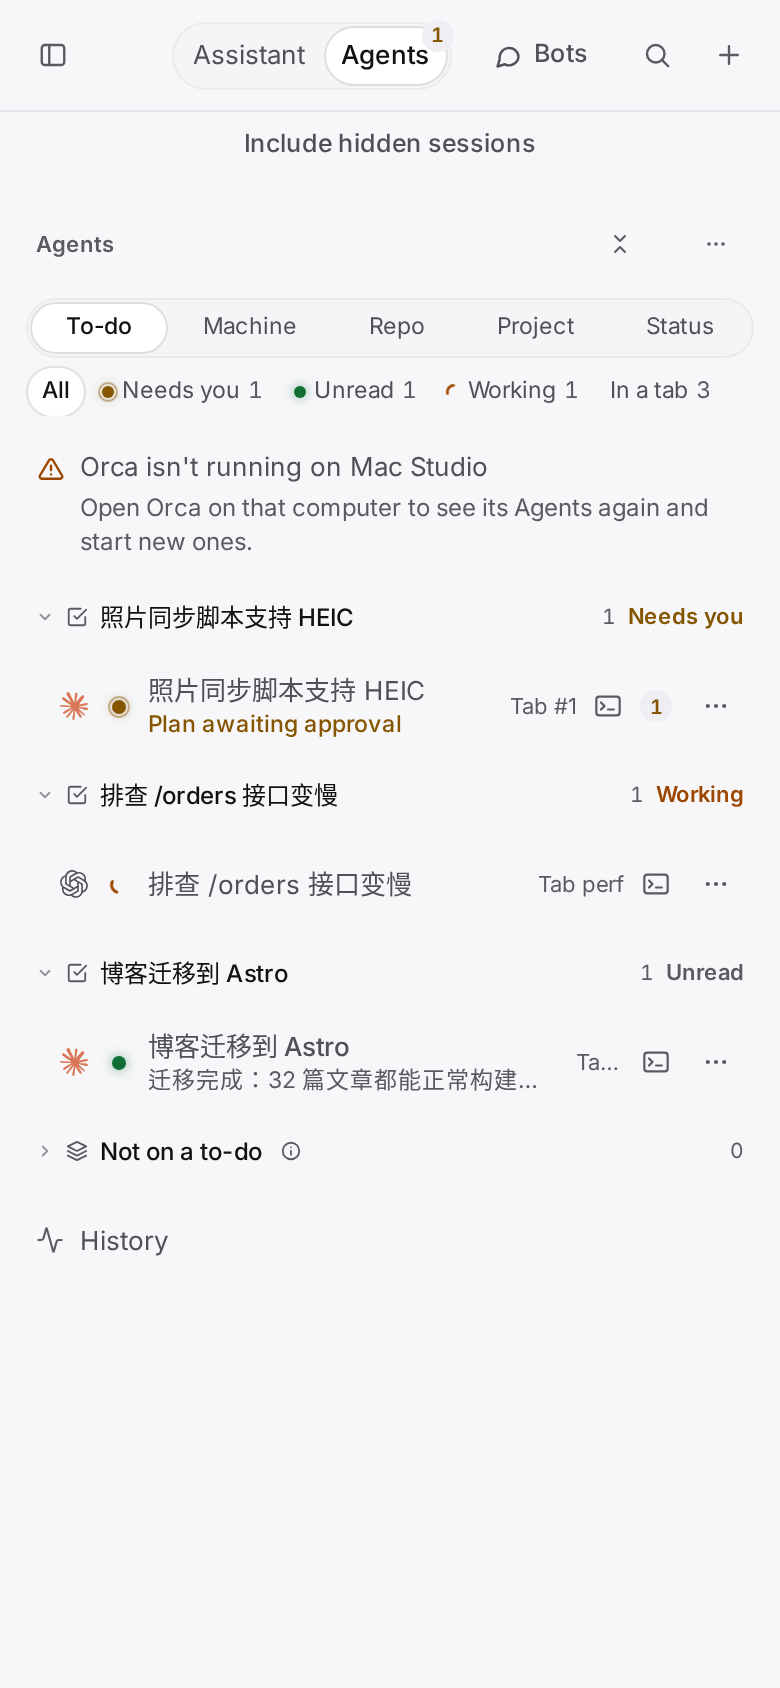 Assistant
Agents
1
Bots
Include hidden sessions
Agents
To-do
Machine
Repo
Project
Status
All
Needs you 1
Unread 1
Working 1
In a tab 3
Orca isn't running on Mac Studio
Open Orca on that computer to see its Agents again and
start new ones.
照片同步脚本支持 HEIC
1 Needs you
照片同步脚本支持 HEIC
Plan awaiting approval
Tab #1
1
排查 /orders 接口变慢
1 Working
排查 /orders 接口变慢
Tab perf
博客迁移到 Astro
1 Unread
博客迁移到 Astro
迁移完成：32 篇文章都能正常构建...
Ta...
Not on a to-do
0
History